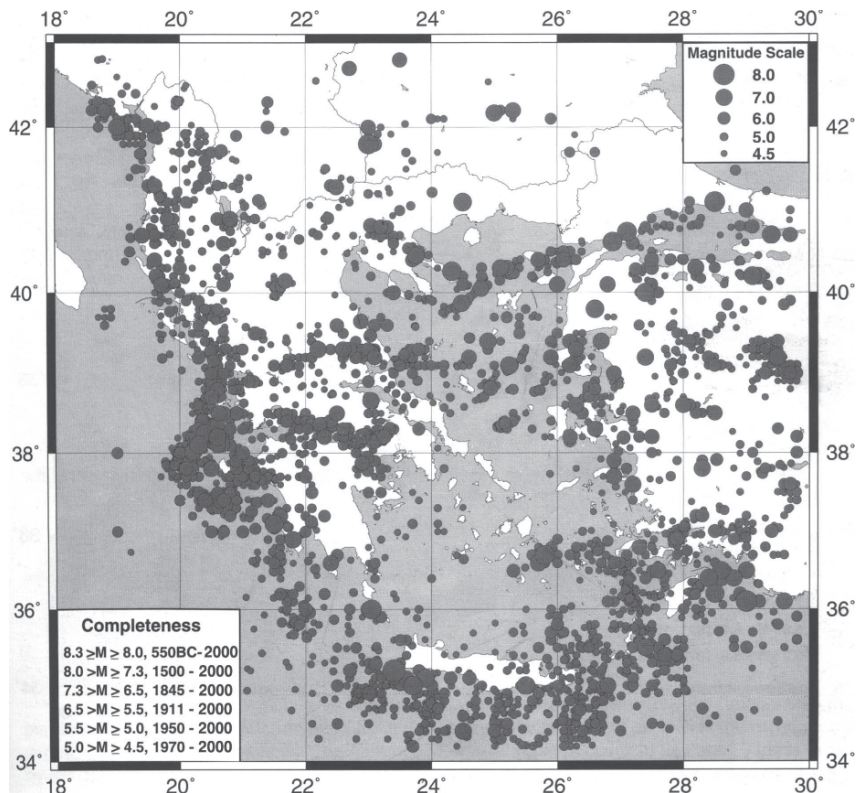 18° 20° 22° 24° 26° 28° 30°
Magnitude Scale
8.0
7.0
6.0
5.0
4.5
42° 42°
40° 40°
38° 38°
36° 36°
Completeness
8.3 ≥M ≥ 8.0, 550BC-2000
8.0 >M ≥ 7.3, 1500 - 2000
7.3 >M ≥ 6.5, 1845 - 2000
6.5 >M ≥ 5.5, 1911 - 2000
5.5 >M ≥ 5.0, 1950 - 2000
5.0 >M ≥ 4.5, 1970 - 2000
34° 34°
18° 20° 22° 24° 26° 28° 30°